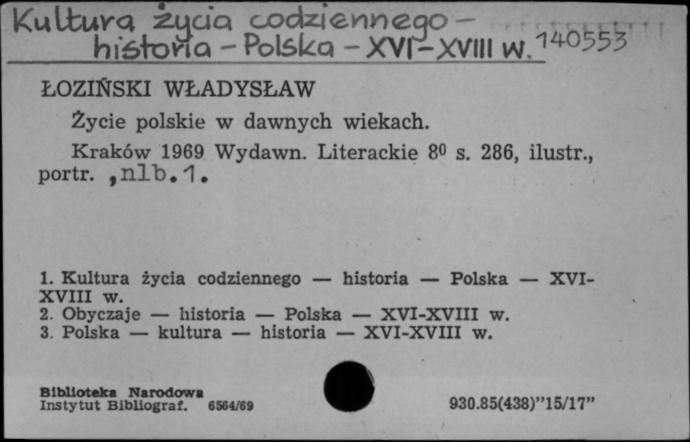 Kultura życia codziennego –
historia – Polska – XVI–XVIII w. 140553
ŁOZIŃSKI WŁADYSŁAW
Życie polskie w dawnych wiekach.
Kraków 1969 Wydawn. Literackie 8⁰ s. 286, ilustr.,
portr. ,nlb.1.
1. Kultura życia codziennego — historia — Polska — XVI-
XVIII w.
2. Obyczaje — historia — Polska — XVI-XVIII w.
3. Polska — kultura — historia — XVI-XVIII w.
Biblioteka Narodowa
Instytut Bibliograf. 6564/69
930.85(438)"15/17"